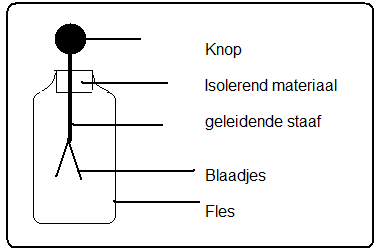 Knop
Isolerend materiaal
geleidende staaf
Blaadjes
Fles